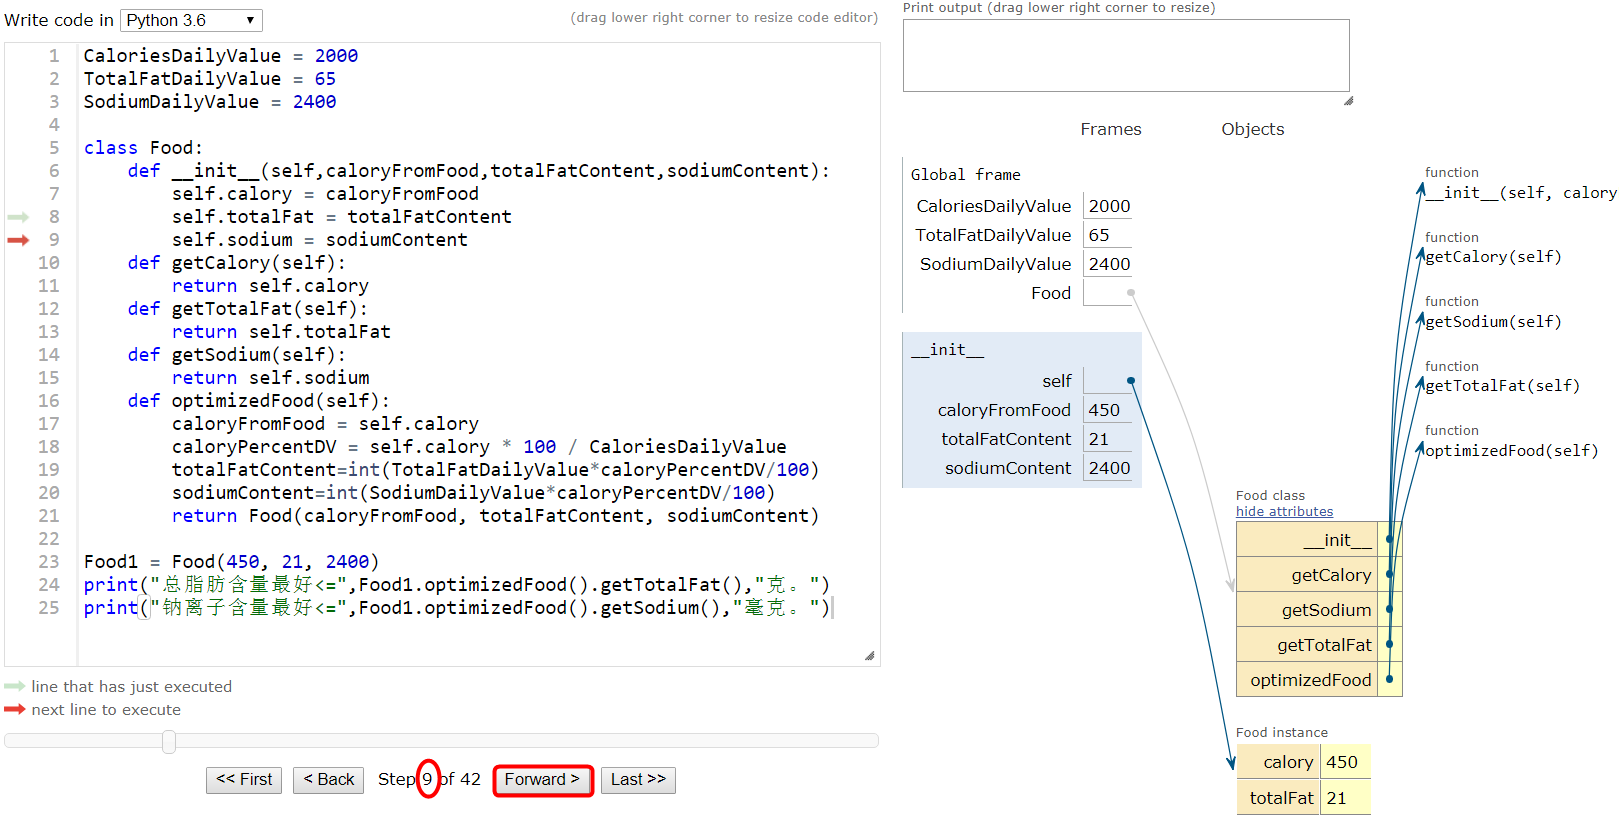 Write code in Python 3.6
(drag lower right corner to resize code editor)
1 CaloriesDailyValue = 2000
2 TotalFatDailyValue = 65
3 SodiumDailyValue = 2400
4
5 class Food:
6 def __init__(self,caloryFromFood,totalFatContent,sodiumContent):
7 self.calory = caloryFromFood
8 self.totalFat = totalFatContent
9 self.sodium = sodiumContent
10 def getCalory(self):
11 return self.calory
12 def getTotalFat(self):
13 return self.totalFat
14 def getSodium(self):
15 return self.sodium
16 def optimizedFood(self):
17 caloryFromFood = self.calory
18 caloryPercentDV = self.calory * 100 / CaloriesDailyValue
19 totalFatContent=int(TotalFatDailyValue*caloryPercentDV/100)
20 sodiumContent=int(SodiumDailyValue*caloryPercentDV/100)
21 return Food(caloryFromFood, totalFatContent, sodiumContent)
22
23 Food1 = Food(450, 21, 2400)
24 print("总脂肪含量最好<=",Food1.optimizedFood().getTotalFat(),"克。")
25 print("钠离子含量最好<=",Food1.optimizedFood().getSodium(),"毫克。")
line that has just executed
next line to execute
<< First < Back Step 9 of 42 Forward > Last >>
Print output (drag lower right corner to resize)
Frames Objects
Global frame
CaloriesDailyValue 2000
TotalFatDailyValue 65
SodiumDailyValue 2400
Food
__init__
self
caloryFromFood 450
totalFatContent 21
sodiumContent 2400
function
__init__(self, calory
function
getCalory(self)
function
getSodium(self)
function
getTotalFat(self)
function
optimizedFood(self)
Food class
hide attributes
__init__
getCalory
getSodium
getTotalFat
optimizedFood
Food instance
calory 450
totalFat 21